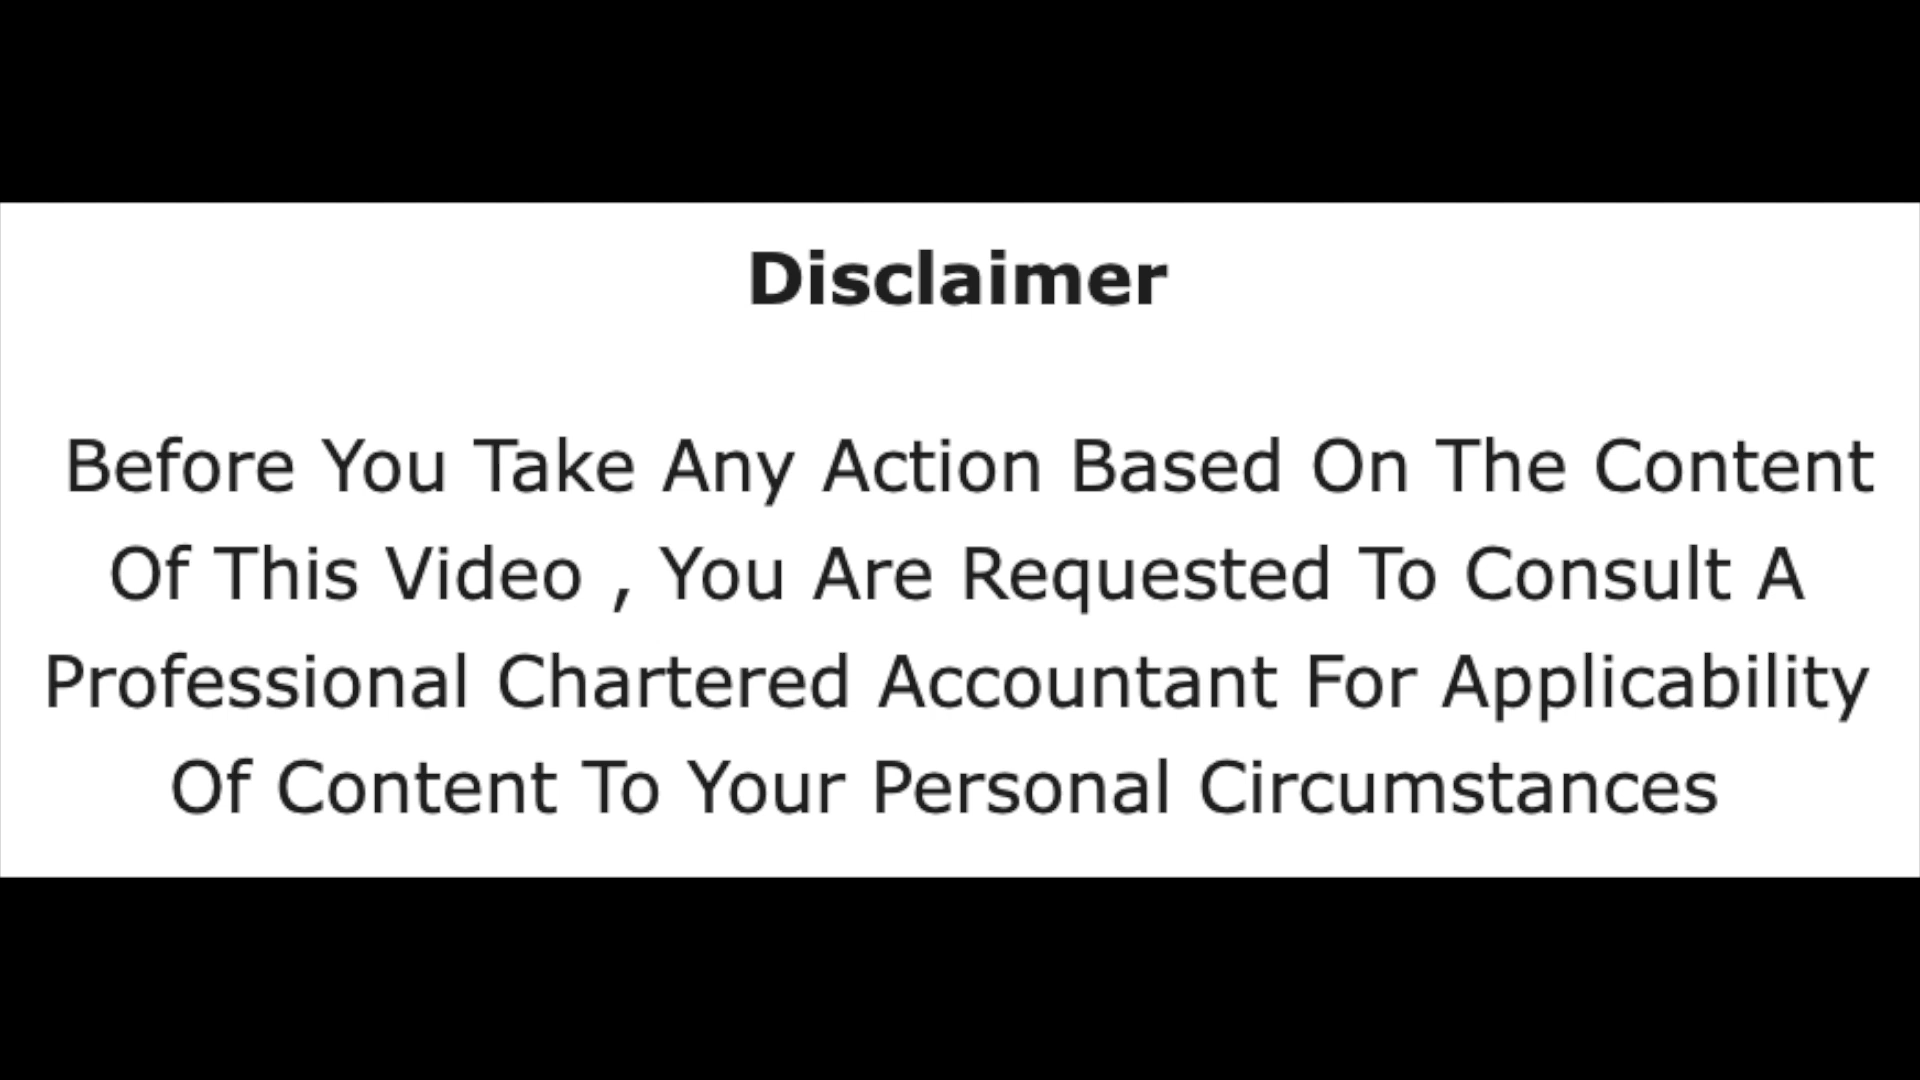 Disclaimer
Before You Take Any Action Based On The Content
Of This Video , You Are Requested To Consult A
Professional Chartered Accountant For Applicability
Of Content To Your Personal Circumstances